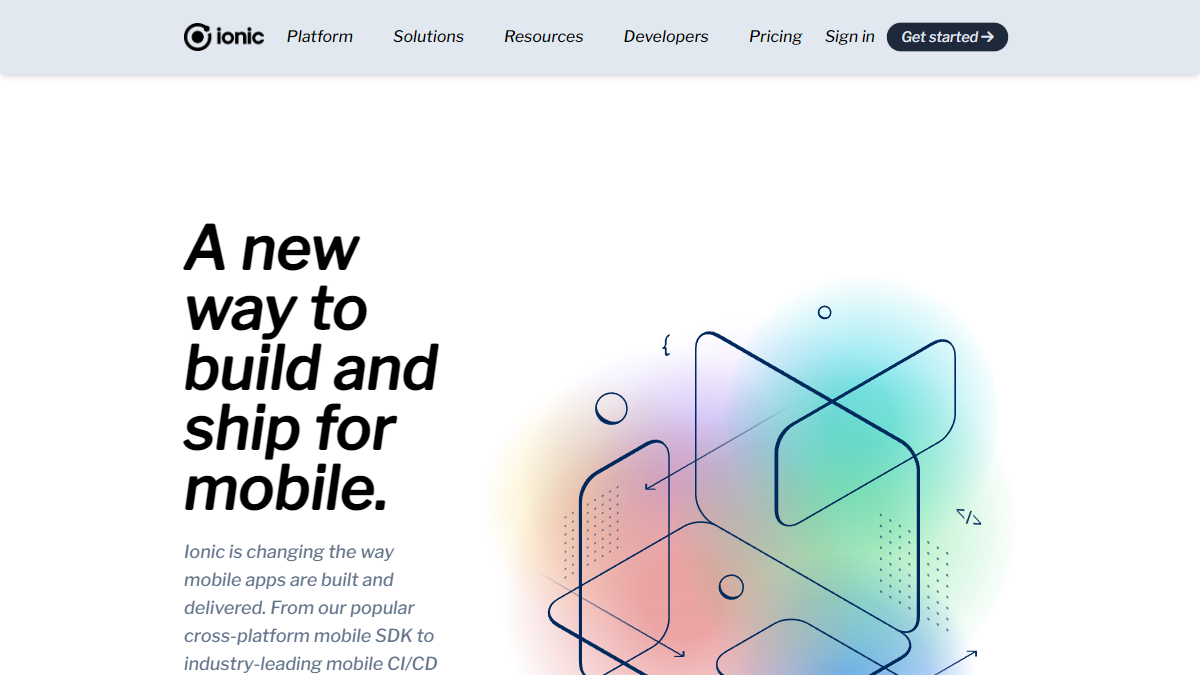 ionic Platform Solutions Resources Developers Pricing Sign in Get started →
A new
way to
build and
ship for
mobile.
Ionic is changing the way
mobile apps are built and
delivered. From our popular
cross-platform mobile SDK to
industry-leading mobile CI/CD
{
</>